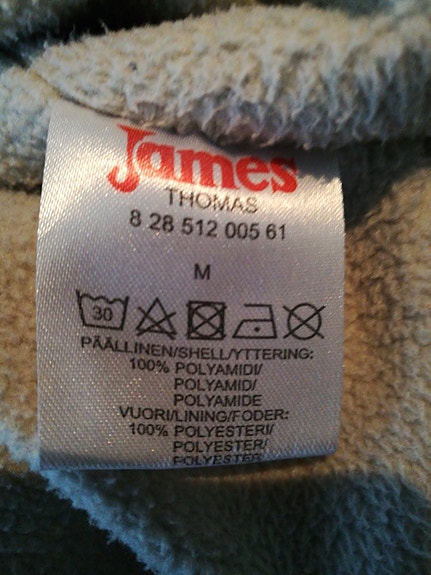 James
THOMAS
8 28 512 005 61
M
30
PÄÄLLINEN/SHELL/YTTERING:
100% POLYAMIDI/
POLYAMID/
POLYAMIDE
VUORI/LINING/FODER:
100% POLYESTERI/
POLYESTER/
POLYESTER